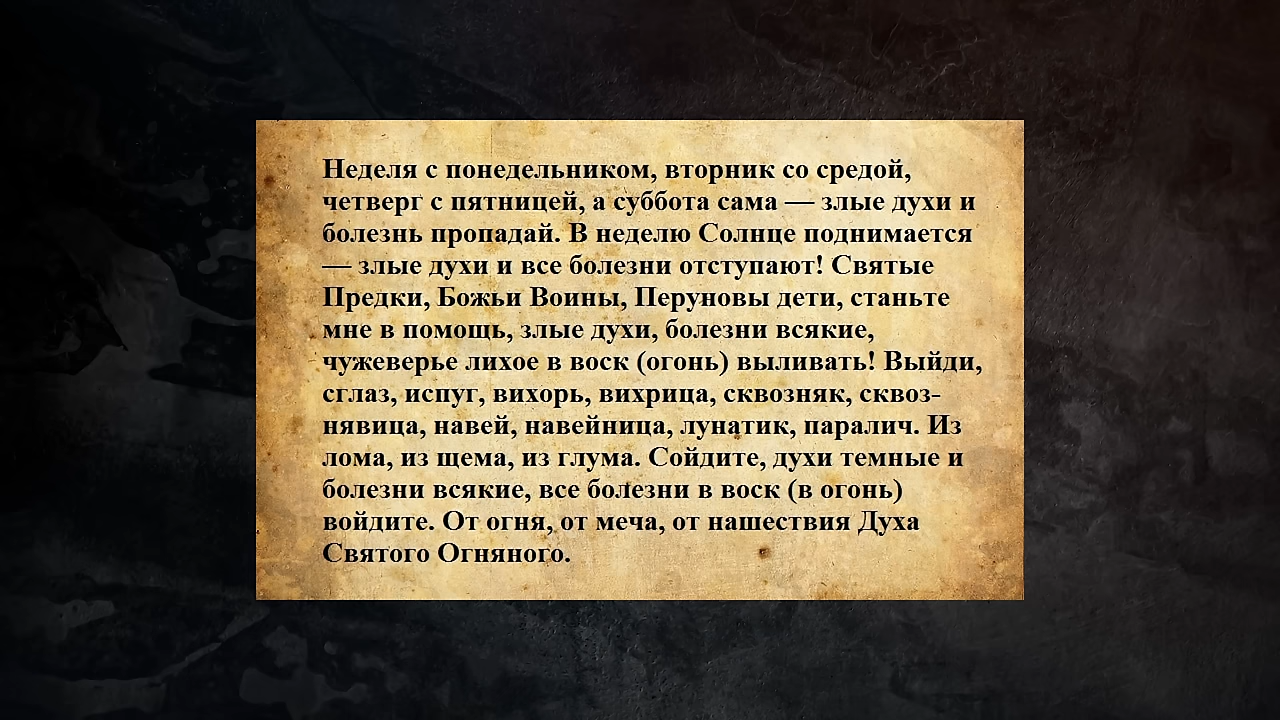 Неделя с понедельником, вторник со средой,
четверг с пятницей, а суббота сама — злые духи и
болезнь пропадай. В неделю Солнце поднимается
— злые духи и все болезни отступают! Святые
Предки, Божьи Воины, Перуновы дети, станьте
мне в помощь, злые духи, болезни всякие,
чужеверье лихое в воск (огонь) выливать! Выйди,
сглаз, испуг, вихорь, вихрица, сквозняк, сквоз-
нявица, навей, навейница, лунатик, паралич. Из
лома, из щема, из глума. Сойдите, духи темные и
болезни всякие, все болезни в воск (в огонь)
войдите. От огня, от меча, от нашествия Духа
Святого Огняного.